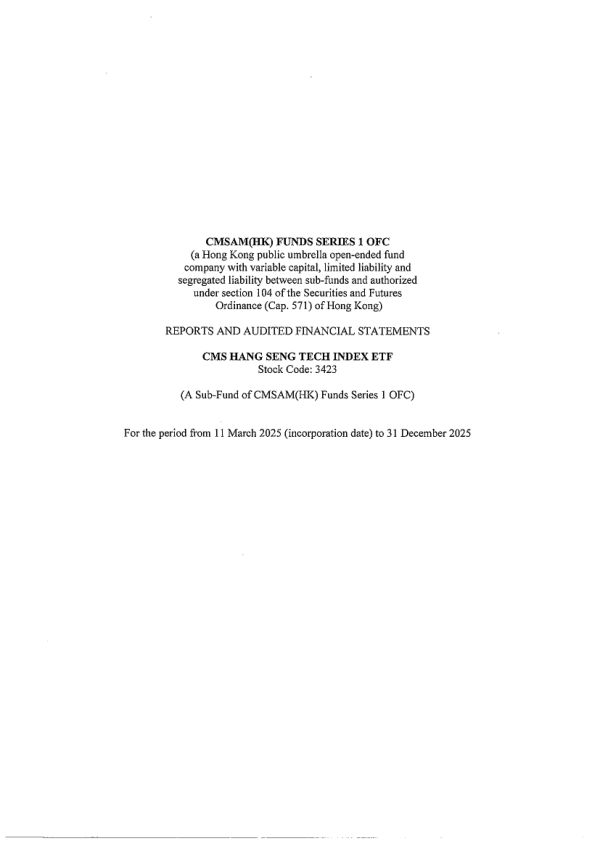 CMSAM(HK) FUNDS SERIES 1 OFC
(a Hong Kong public umbrella open-ended fund
company with variable capital, limited liability and
segregated liability between sub-funds and authorized
under section 104 of the Securities and Futures
Ordinance (Cap. 571) of Hong Kong)
REPORTS AND AUDITED FINANCIAL STATEMENTS
CMS HANG SENG TECH INDEX ETF
Stock Code: 3423
(A Sub-Fund of CMSAM(HK) Funds Series 1 OFC)
For the period from 11 March 2025 (incorporation date) to 31 December 2025